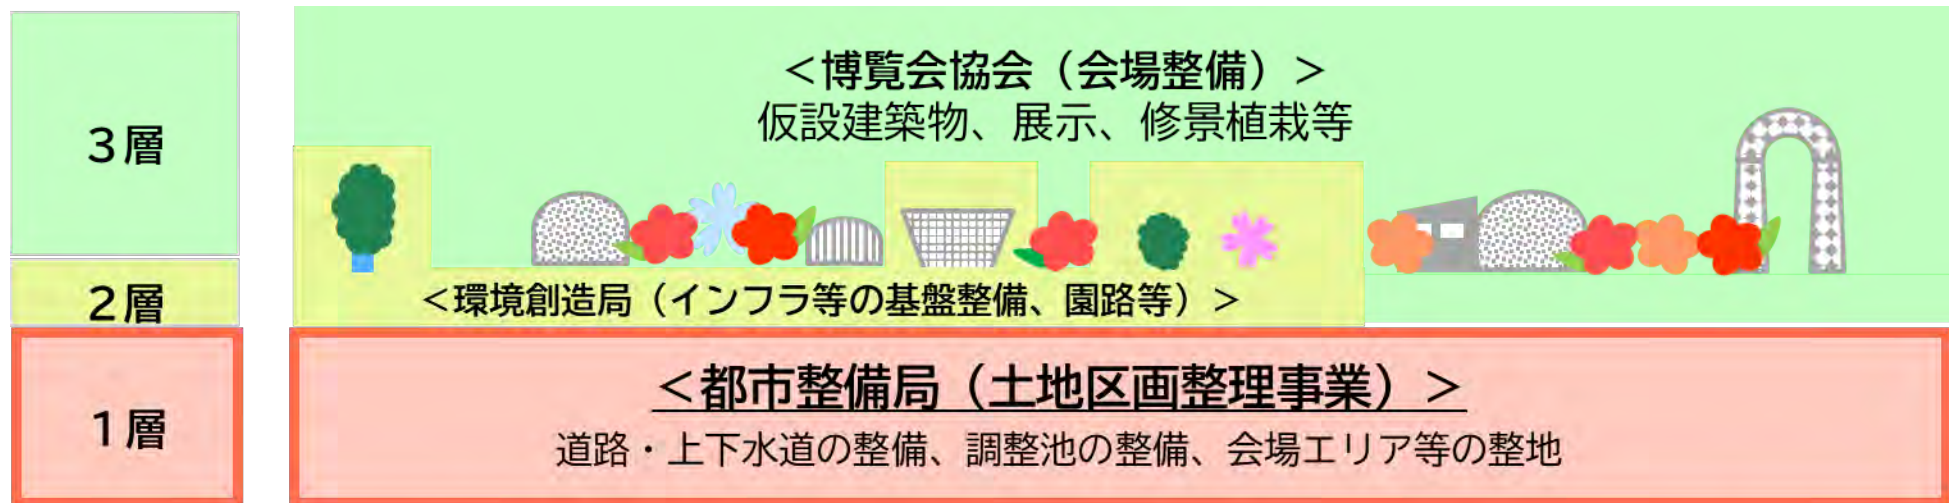 3層
<博覧会協会（会場整備）>
仮設建築物、展示、修景植栽等
2層
<環境創造局（インフラ等の基盤整備、園路等）>
1層
<都市整備局（土地区画整理事業）>
道路・上下水道の整備、調整池の整備、会場エリア等の整地